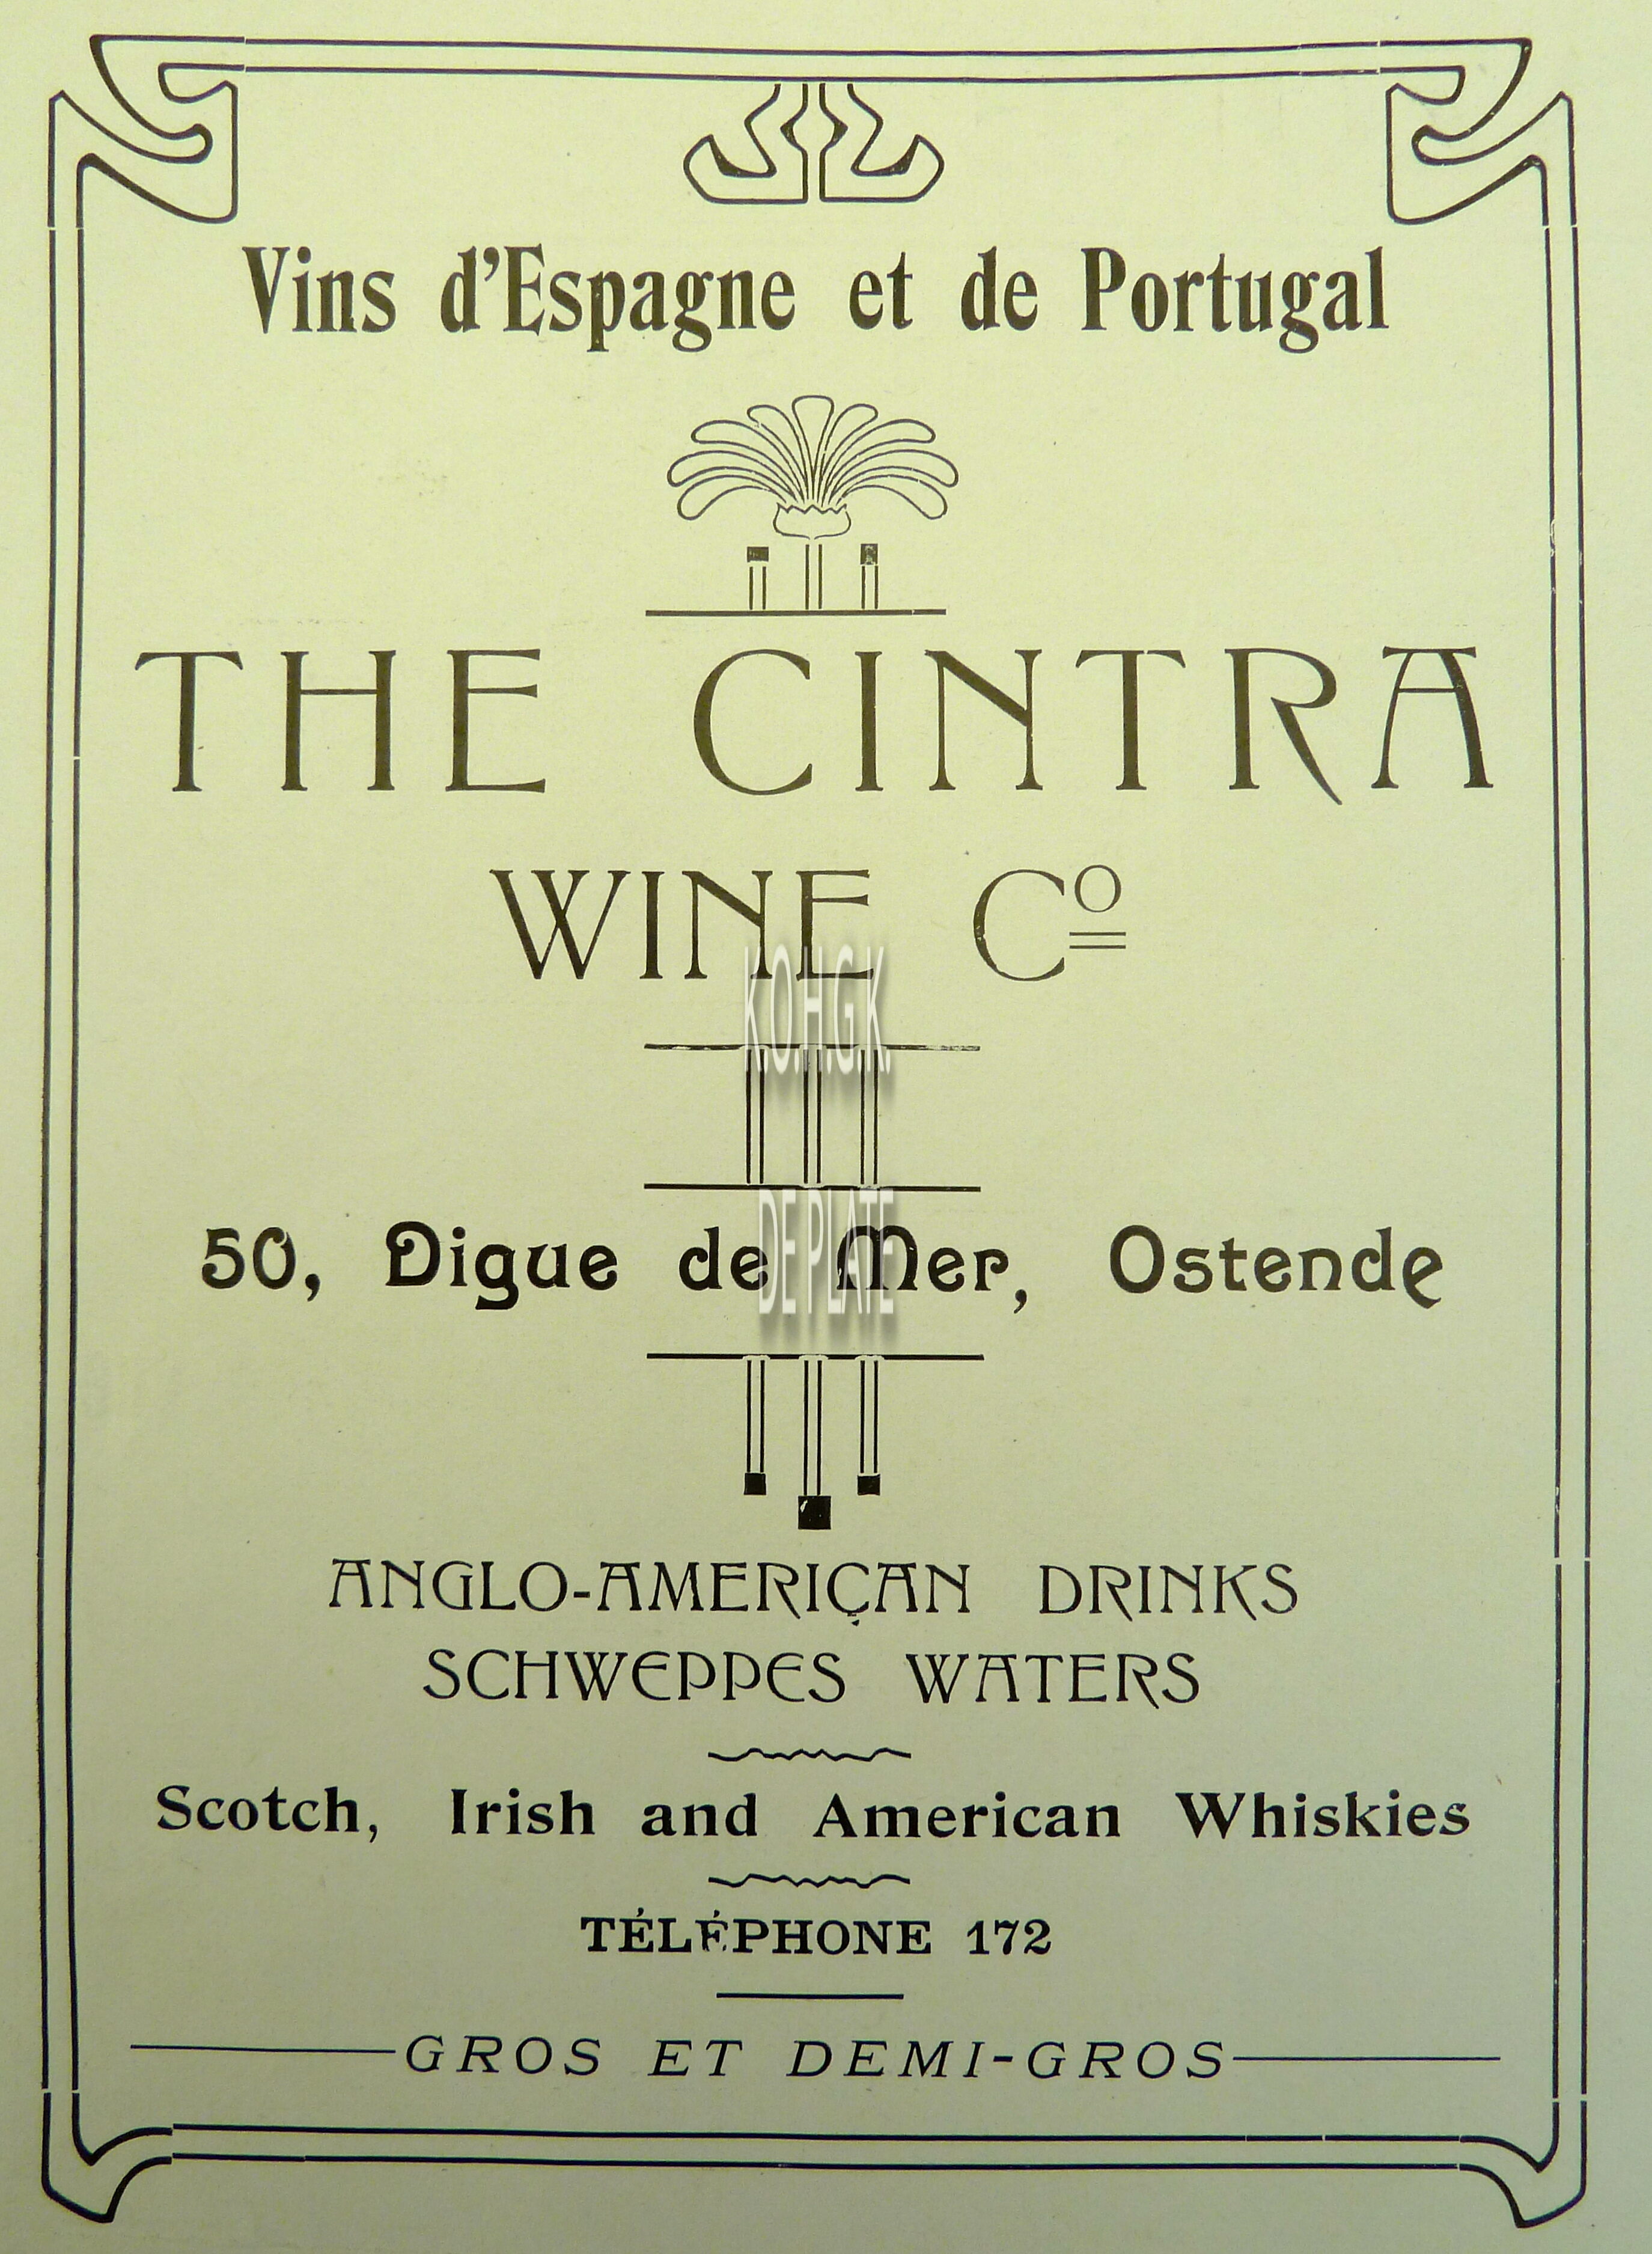 Vins d'Espagne et de Portugal
THE CINTRA
WINE Cº
K.O.H.G.K.
DE PLATE
50, Digue de Mer, Ostende
ANGLO-AMERIÇAN DRINKS
SCHWEPPES WATERS
Scotch, Irish and American Whiskies
TÉLÉPHONE 172
GROS ET DEMI-GROS